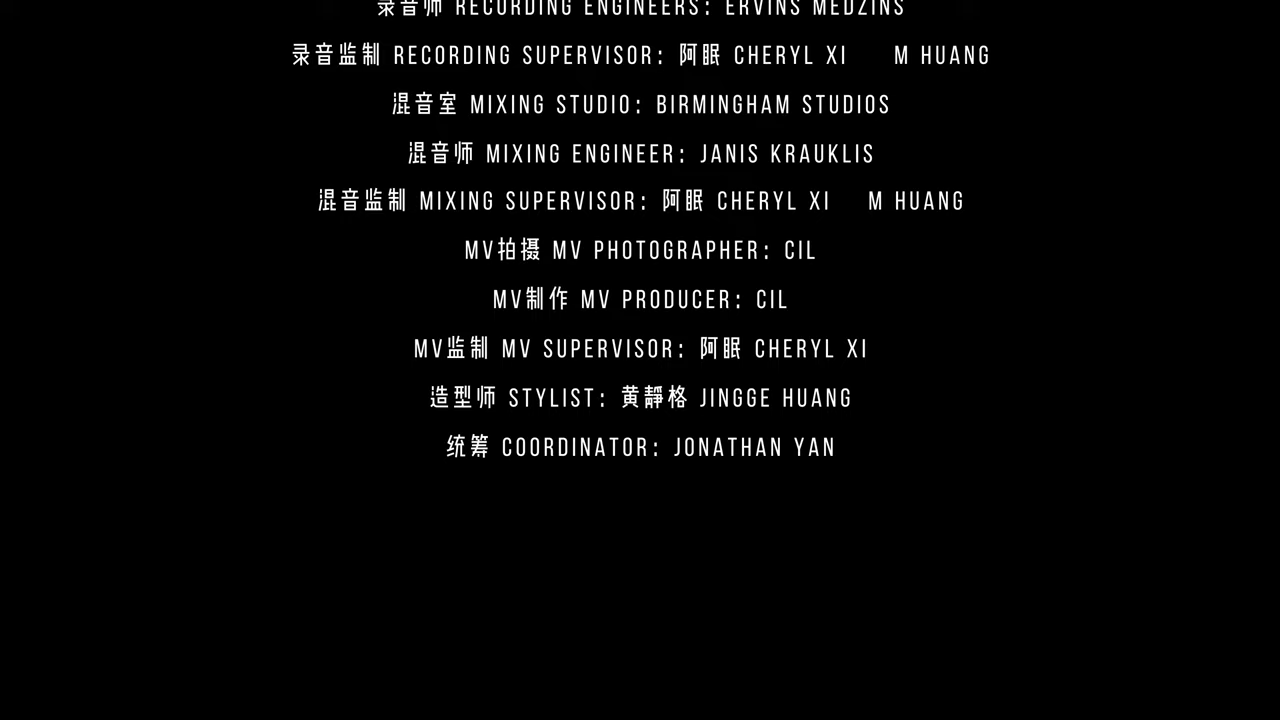 录音师 RECORDING ENGINEERS: ERVINS MEDZINS
录音监制 RECORDING SUPERVISOR: 阿眠 CHERYL XI M HUANG
混音室 MIXING STUDIO: BIRMINGHAM STUDIOS
混音师 MIXING ENGINEER: JANIS KRAUKLIS
混音监制 MIXING SUPERVISOR: 阿眠 CHERYL XI M HUANG
MV拍摄 MV PHOTOGRAPHER: CIL
MV制作 MV PRODUCER: CIL
MV监制 MV SUPERVISOR: 阿眠 CHERYL XI
造型师 STYLIST: 黄靜格 JINGGE HUANG
统筹 COORDINATOR: JONATHAN YAN